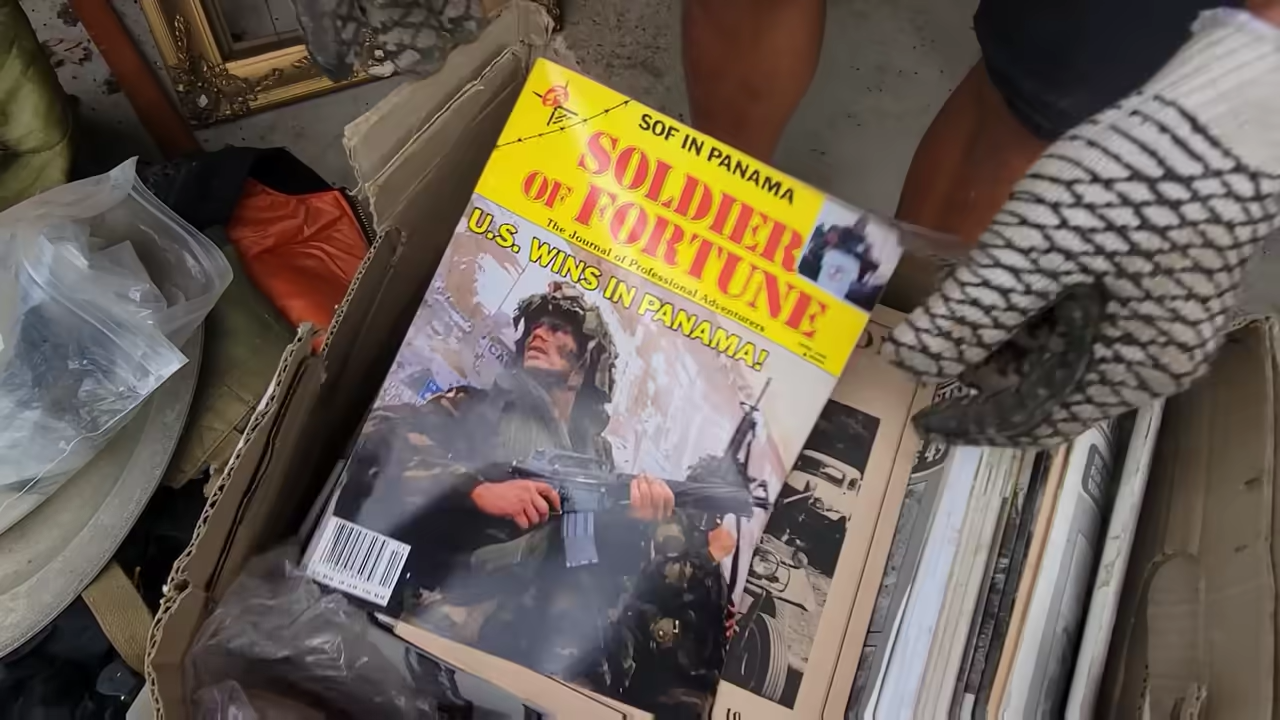 SOF IN PANAMA
SOLDIER
OF FORTUNE
The Journal of Professional Adventurers
U.S. WINS IN PANAMA!